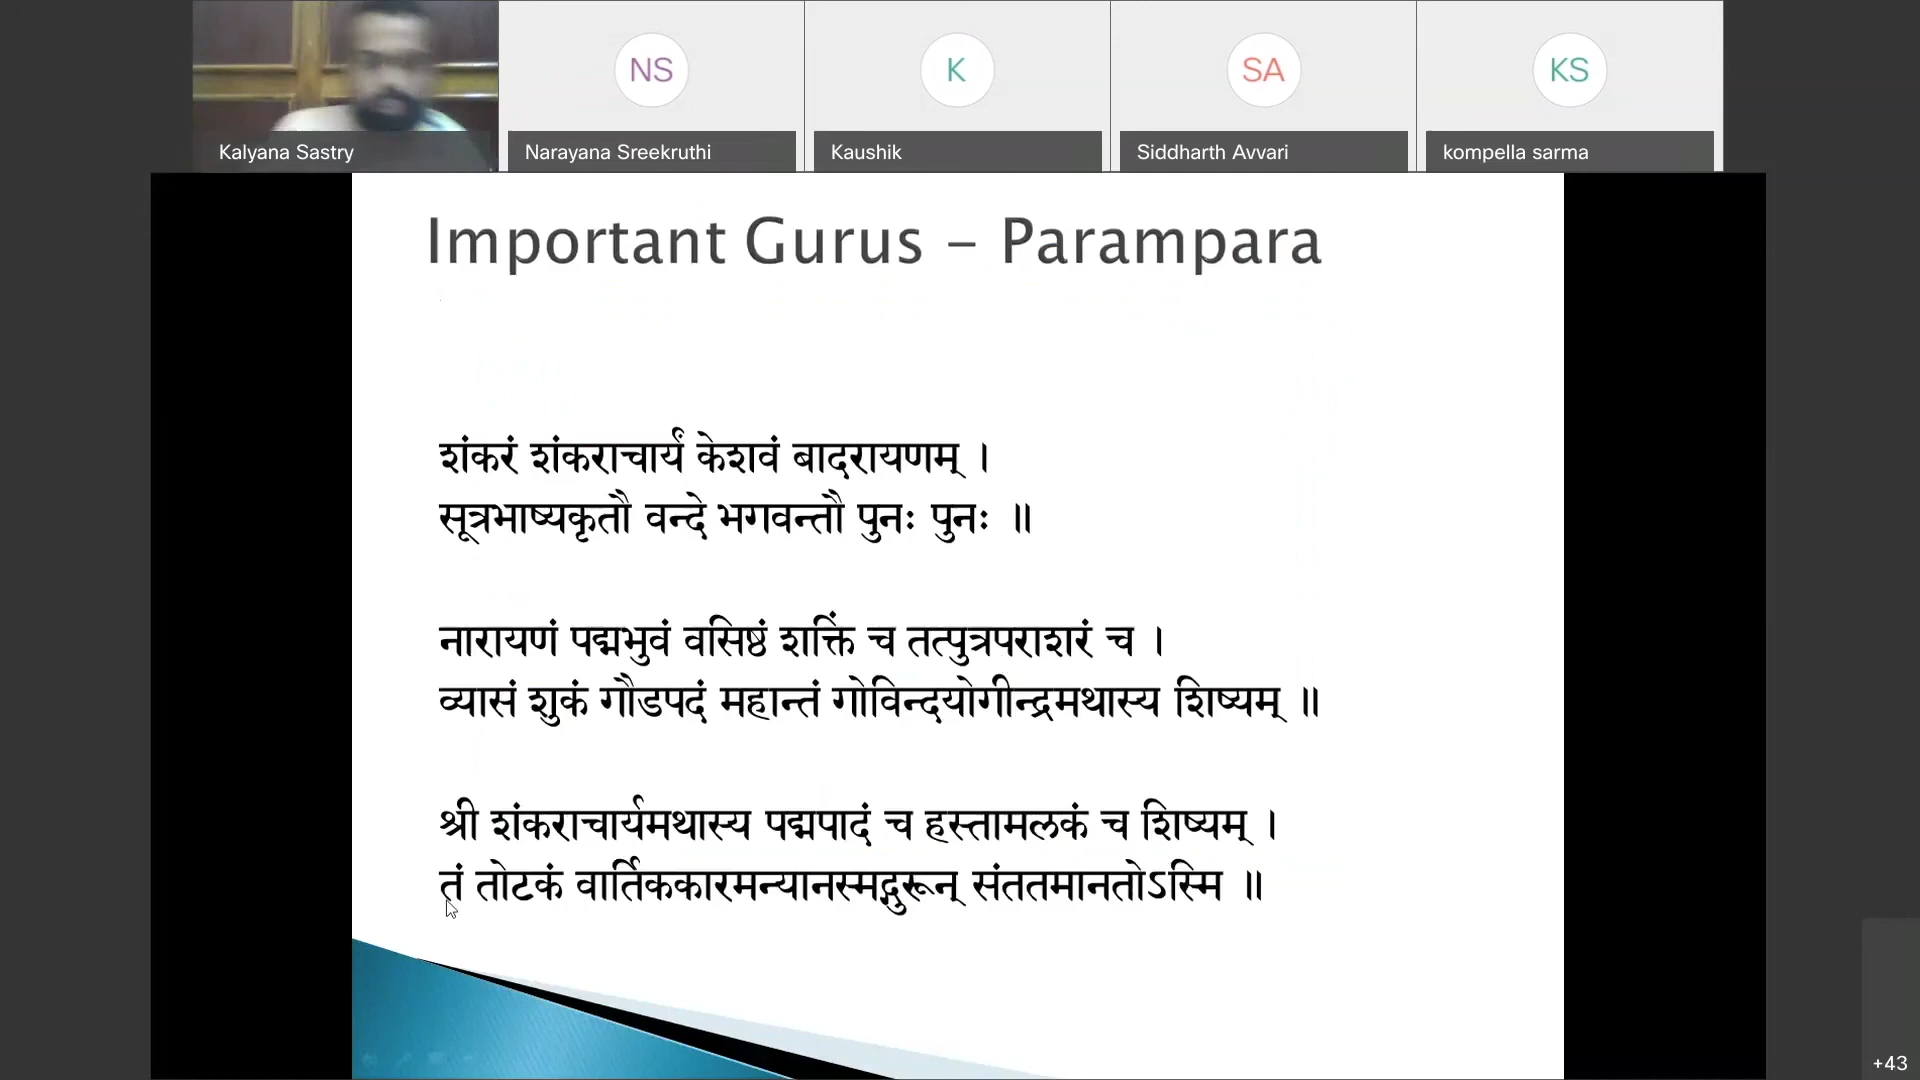 NS
K
SA
KS
Kalyana Sastry
Narayana Sreekruthi
Kaushik
Siddharth Avvari
kompella sarma
Important Gurus – Parampara
शंकरं शंकराचार्यं केशवं बादरायणम् ।
सूत्रभाष्यकृतौ वन्दे भगवन्तौ पुनः पुनः ॥
नारायणं पद्मभुवं वसिष्ठं शक्तिं च तत्पुत्रपराशरं च ।
व्यासं शुकं गौडपदं महान्तं गोविन्दयोगीन्द्रमथास्य शिष्यम् ॥
श्री शंकराचार्यमथास्य पद्मपादं च हस्तामलकं च शिष्यम् ।
तं तोटकं वार्तिककारमन्यानस्मद्गुरून् संततमानतोऽस्मि ॥
+43